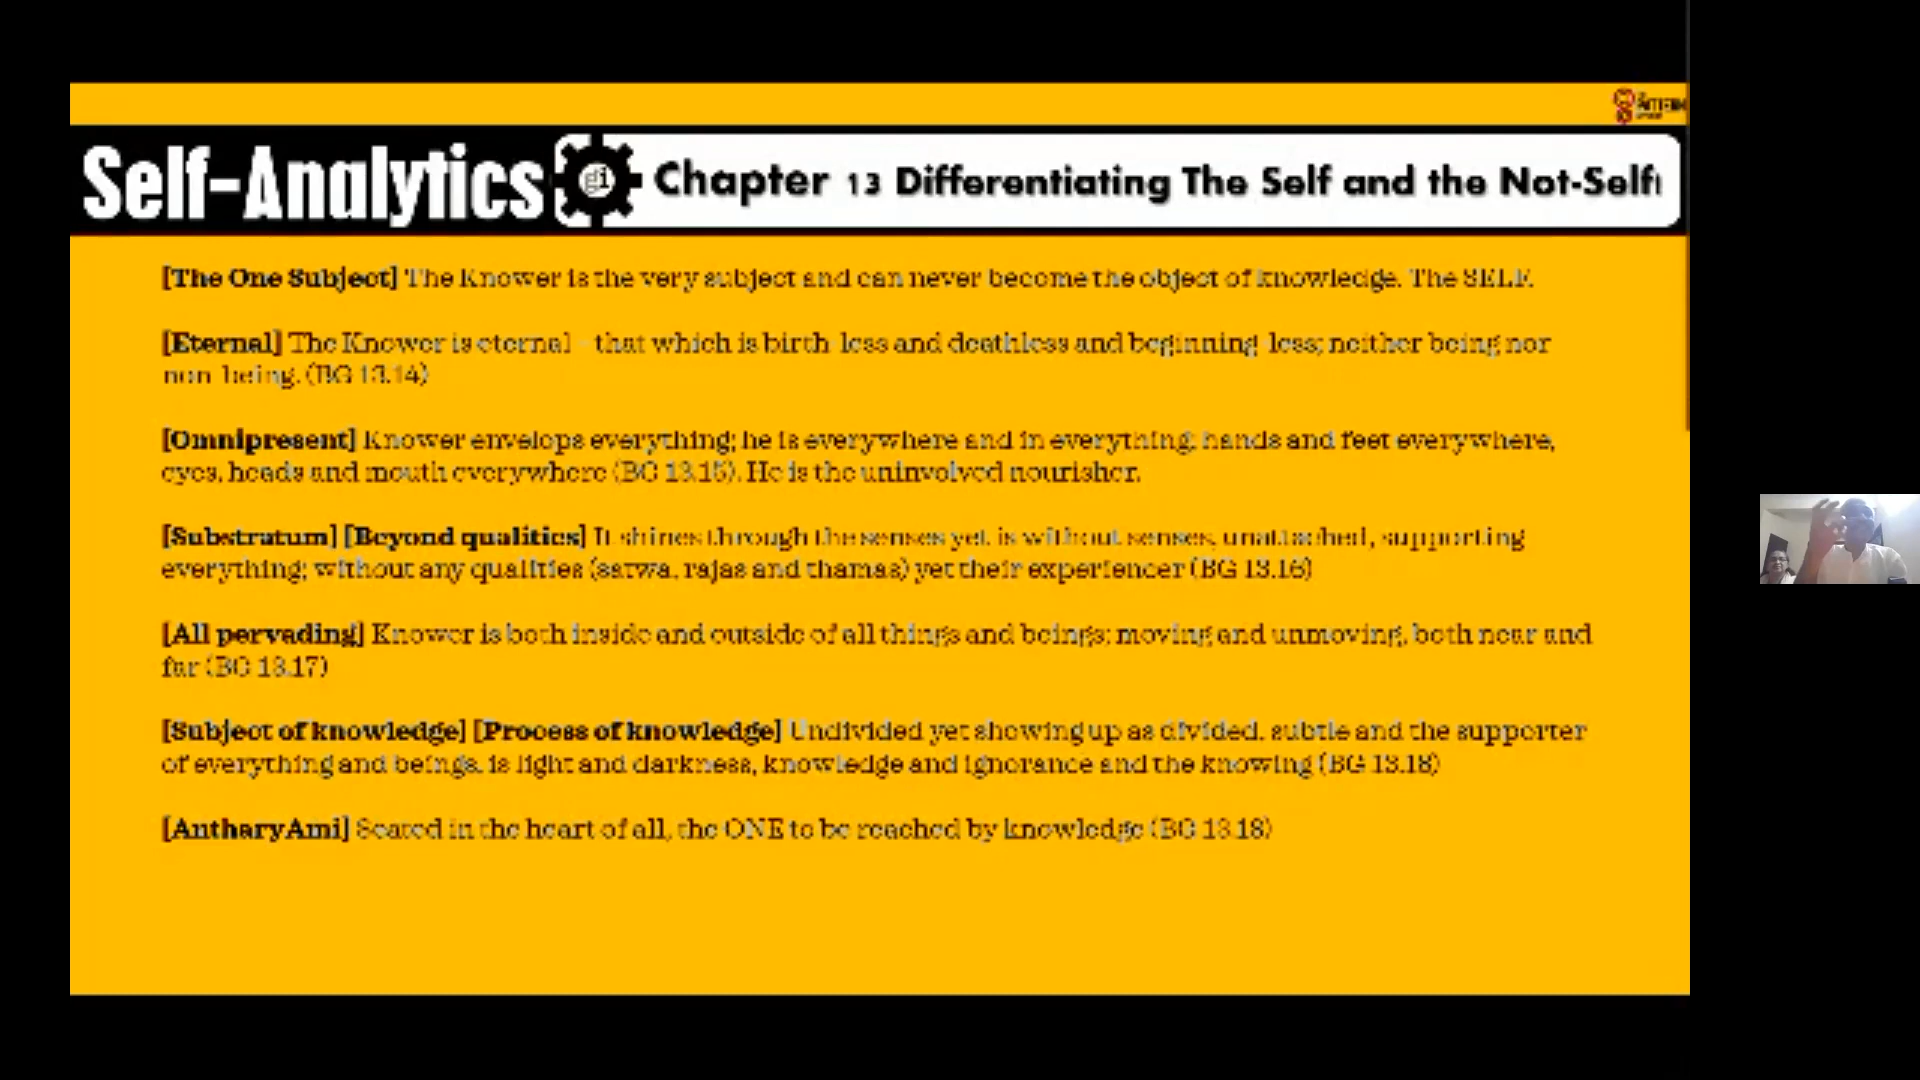 Self-Analytics gi Chapter 13 Differentiating The Self and the Not-Self
[The One Subject] The Knower is the very subject and can never become the object of knowledge. The SELF.
[Eternal] The Knower is eternal - that which is birth-less and deathless and beginning-less; neither being nor
non-being. (BG 13.14)
[Omnipresent] Knower envelops everything; he is everywhere and in everything; hands and feet everywhere,
eyes, heads and mouth everywhere (BG 13.15). He is the uninvolved nourisher.
[Substratum] [Beyond qualities] It shines through the senses yet is without senses, unattached, supporting
everything; without any qualities (satwa, rajas and thamas) yet their experiencer (BG 13.16)
[All pervading] Knower is both inside and outside of all things and beings; moving and unmoving, both near and
far (BG 13.17)
[Subject of knowledge] [Process of knowledge] Undivided yet showing up as divided, subtle and the supporter
of everything and beings, is light and darkness, knowledge and ignorance and the knowing (BG 13.18)
[AntharyAmi] Seated in the heart of all, the ONE to be reached by knowledge (BG 13.18)